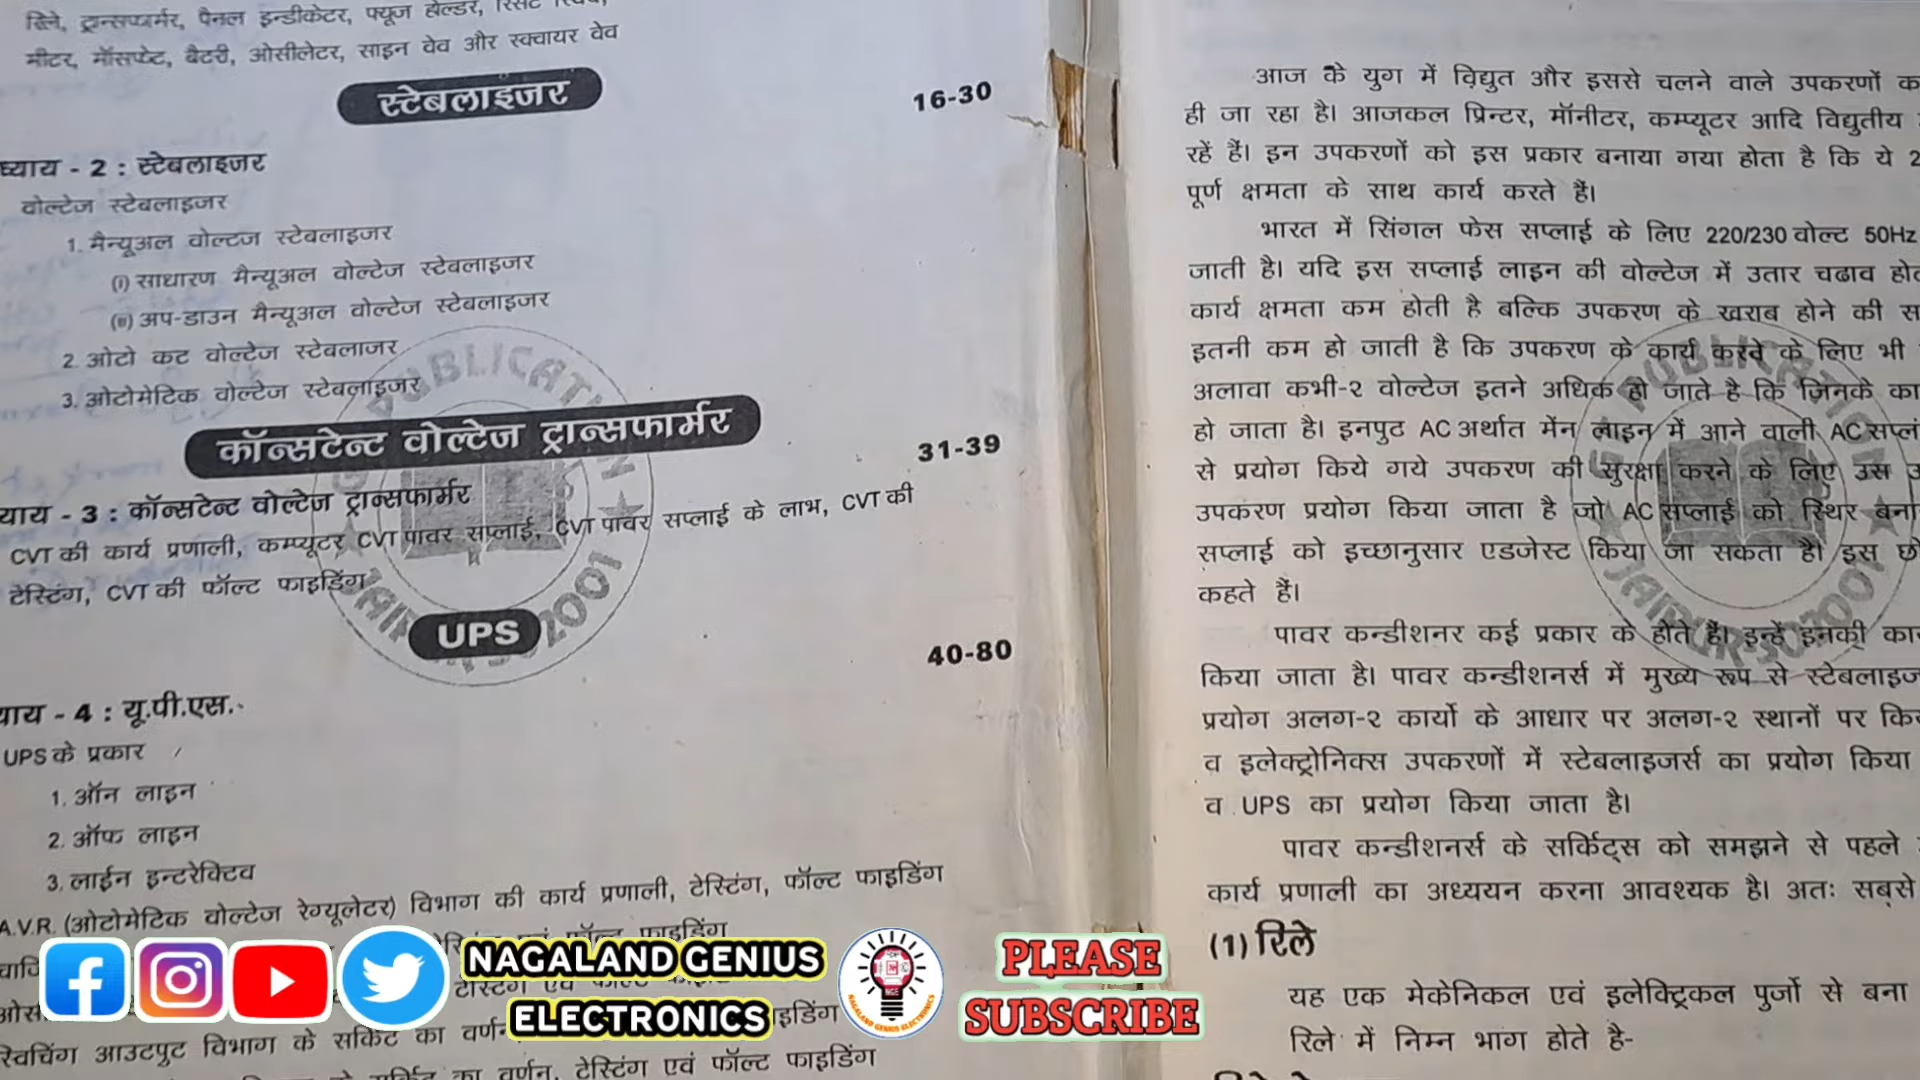 रिले, ट्रान्सफार्मर, पैनल इन्डीकेटर, फ्यूज होल्डर,
मीटर, मॉसफेट, बैटरी, ओसीलेटर, साइन वेव और स्क्वायर वेव
स्टेबलाइंजर
16-30
ध्याय - 2 : स्टेबलाइजर
वोल्टेज स्टेबलाइजर
1. मैन्यूअल वोल्टज स्टेबलाइजर
(i) साधारण मैन्यूअल वोल्टेज स्टेबलाइजर
(ii) अप-डाउन मैन्यूअल वोल्टेज स्टेबलाइजर
2. ओटो कट वोल्टेज स्टेबलाजर
3. ओटोमेटिक वोल्टेज स्टेबलाइजर
कॉन्सटेन्ट वोल्टेज ट्रान्सफार्मर
31-39
याय - 3 : कॉन्सटेन्ट वोल्टेज ट्रान्सफार्मर
CVT की कार्य प्रणाली, कम्प्यूटर CVT पावर सप्लाई, CVT पावर सप्लाई के लाभ, CVT की
टेस्टिंग, CVT की फॉल्ट फाइडिंग
UPS
40-80
याय - 4 : यू.पी.एस.
UPS के प्रकार
1. ऑन लाइन
2. ऑफ लाइन
3. लाईन इन्टरेक्टिव
A.V.R. (ओटोमेटिक वोल्टेज रेग्यूलेटर) विभाग की कार्य प्रणाली, टेस्टिंग, फॉल्ट फाइडिंग
फॉल्ट फाइडिंग
टेस्टिंग एवं
इडिंग
स्विचिंग आउटपुट विभाग के सर्किट का वर्णन
सर्किट का वर्णन, टेस्टिंग एवं फॉल्ट फाइडिंग
आज के युग में विद्युत और इससे चलने वाले उपकरणों
ही जा रहा है। आजकल प्रिन्टर, मॉनीटर, कम्प्यूटर आदि विद्युतीय
रहें हैं। इन उपकरणों को इस प्रकार बनाया गया होता है कि ये 2
पूर्ण क्षमता के साथ कार्य करते हैं।
भारत में सिंगल फेस सप्लाई के लिए 220/230 वोल्ट 50Hz
जाती है। यदि इस सप्लाई लाइन की वोल्टेज में उतार चढाव
कार्य क्षमता कम होती है बल्कि उपकरण के खराब होने की
इतनी कम हो जाती है कि उपकरण के कार्य करने के लिए भी
अलावा कभी-२ वोल्टेज इतने अधिक हो जाते है कि जिनके
हो जाता है। इनपुट AC अर्थात मेंन लाइन में आने वाली AC
से प्रयोग किये गये उपकरण की सुरक्षा करने के लिए उस
उपकरण प्रयोग किया जाता है जो AC सप्लाई को स्थिर
सप्लाई को इच्छानुसार एडजेस्ट किया जा सकता है। इस
कहते हैं।
पावर कन्डीशनर कई प्रकार के होते है। इन्हें इनकी
किया जाता है। पावर कन्डीशनर्स में मुख्य रूप से
प्रयोग अलग-२ कार्यो के आधार पर अलग-२ स्थानों पर
व इलेक्ट्रोनिक्स उपकरणों में स्टेबलाइजर्स का प्रयोग किया
व UPS का प्रयोग किया जाता है।
पावर कन्डीशनर्स के सर्किट्स को समझने से पहले
कार्य प्रणाली का अध्ययन करना आवश्यक है। अतः सबसे
(1) रिले
यह एक मेकेनिकल एवं इलेक्ट्रिकल पुर्जो से बना
रिले में निम्न भाग होते है-
NAGALAND GENIUS
ELECTRONICS
PLEASE
SUBSCRIBE